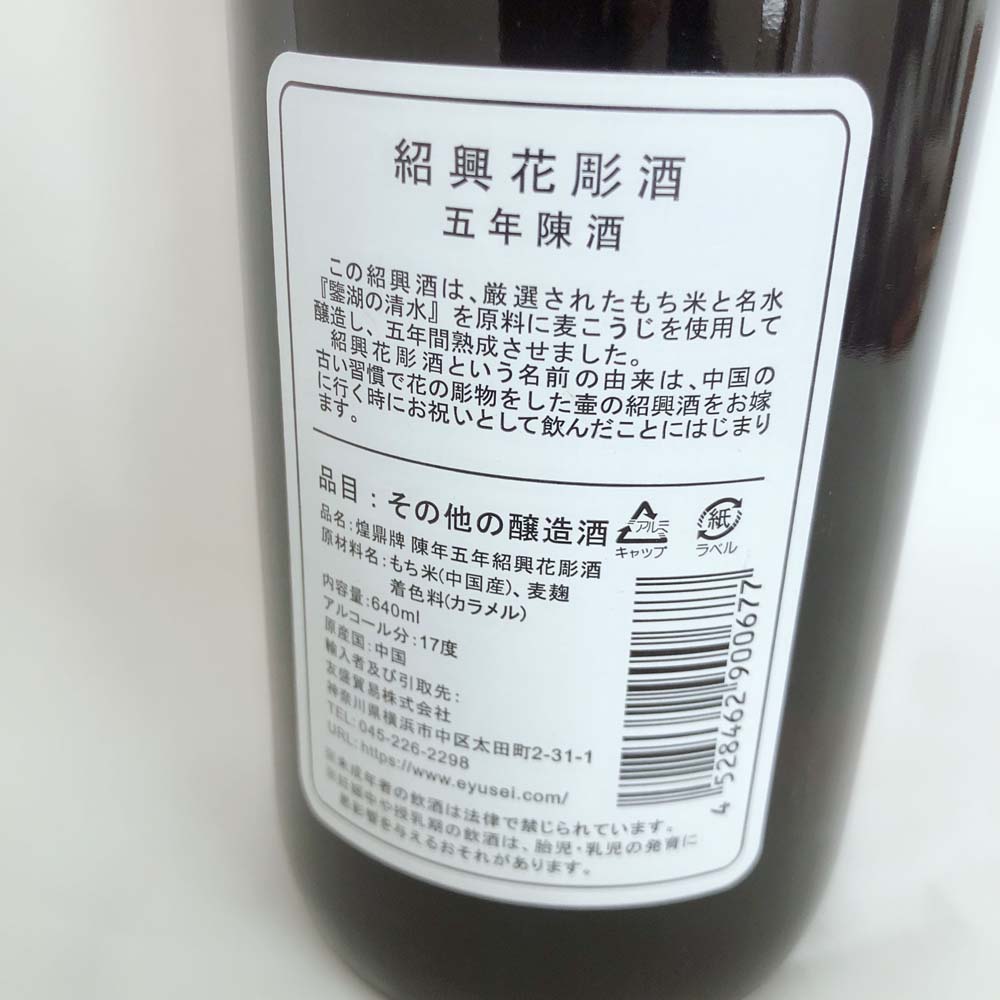 紹興花彫酒
五年陳酒
この紹興酒は、厳選されたもち米と名水
『鑒湖の清水』を原料に麦こうじを使用して
醸造し、五年間熟成させました。
紹興花彫酒という名前の由来は、中国の
古い習慣で花の彫物をした壷の紹興酒をお嫁
に行く時にお祝いとして飲んだことにはじまり
ます。
品目：その他の醸造酒
アルミ
キャップ
紙
ラベル
品名：煌鼎牌 陳年五年紹興花彫酒
原材料名：もち米(中国産)、麦麹
着色料(カラメル)
内容量：640ml
アルコール分：17度
原産国：中国
輸入者及び引取先：
友盛貿易株式会社
神奈川県横浜市中区太田町2-31-1
TEL: 045-226-2298
URL: https://www.eyusei.com/
※未成年者の飲酒は法律で禁じられています。
※妊娠中や授乳期の飲酒は、胎児・乳児の発育に
悪影響を与えるおそれがあります。
4 528462 900677